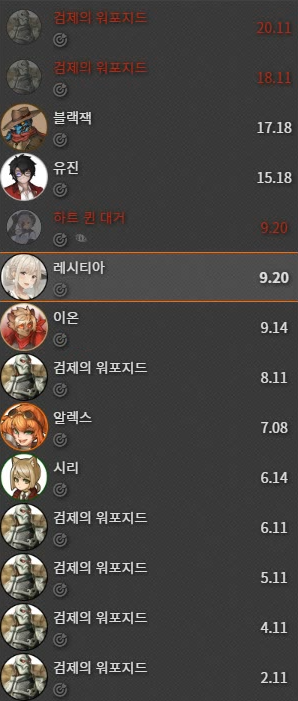 검제의 워포지드
20.11
검제의 워포지드
18.11
블랙잭
17.18
유진
15.18
하트 퀸 대거
9.20
레시티아
9.20
이온
9.14
검제의 워포지드
8.11
알렉스
7.08
시리
6.14
검제의 워포지드
6.11
검제의 워포지드
5.11
검제의 워포지드
4.11
검제의 워포지드
2.11